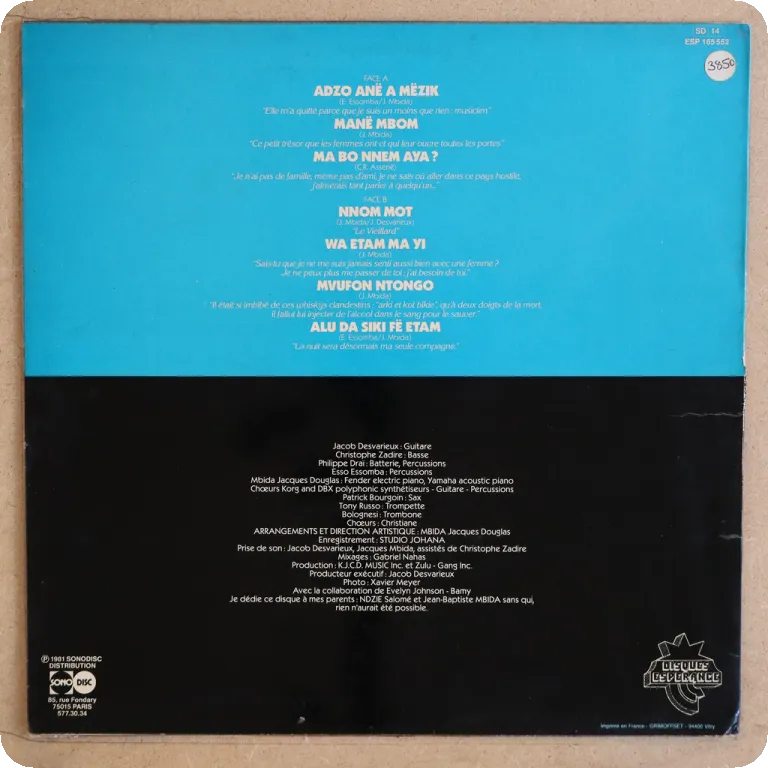 SD 14
ESP 165 552
3850
FACE A
ADZO ANË A MËZIK
(E. Essomba/J. Mbida)
"Elle m'a quitté parce que je suis un moins que rien : musicien"
MANË MBOM
(J. Mbida)
"Ce petit trésor que les femmes ont et qui leur ouvre toutes les portes"
MA BO NNEM AYA ?
"Je n'ai pas de famille, même pas d'ami, je ne sais où aller dans ce pays hostile,
j'aimerais tant parler à quelqu'un..."
FACE B
NNOM MOT
(J. Mbida/J. Desvarieux)
"Le Vieillard"
WA ETAM MA YI
(J. Mbida)
"Sais-tu que je ne me suis jamais senti aussi bien avec une femme ?
Je ne peux plus me passer de toi ; j'ai besoin de toi."
MVUFON NTONGO
(J. Mbida)
"Il était si imbibé de ces whiskys clandestins : "arki et kot bikié", qu'à deux doigts de la mort,
il fallut lui injecter de l'alcool dans le sang pour le sauver."
ALU DA SIKI FË ETAM
(E. Essomba/J. Mbida)
"La nuit sera désormais ma seule compagne."
Jacob Desvarieux : Guitare
Christophe Zadire : Basse
Philippe Drai : Batterie, Percussions
Esso Essomba : Percussions
Mbida Jacques Douglas : Fender electric piano, Yamaha acoustic piano
Chœurs Korg and DBX polyphonic synthétiseurs - Guitare - Percussions
Patrick Bourgoin : Sax
Tony Russo : Trompette
Bolognesi : Trombone
Chœurs : Christiane
ARRANGEMENTS ET DIRECTION ARTISTIQUE : MBIDA Jacques Douglas
Enregistrement : STUDIO JOHANA
Prise de son : Jacob Desvarieux, Jacques Mbida, assistés de Christophe Zadire
Mixages : Gabriel Nahas
Production : K.J.C.D. MUSIC Inc. et Zulu - Gang Inc.
Producteur exécutif : Jacob Desvarieux
Photo : Xavier Meyer
Avec la collaboration de Evelyn Johnson - Bamy
Je dédie ce disque à mes parents : NDZIE Salomé et Jean-Baptiste MBIDA sans qui,
rien n'aurait été possible.
Ⓟ 1981 SONODISC
DISTRIBUTION
SONO DISC
85, rue Fondary
75015 PARIS
577.30.34
DISQUES
ESPERANCE
Imprimé en France - GRIMOFFSET - 94400 Vitry